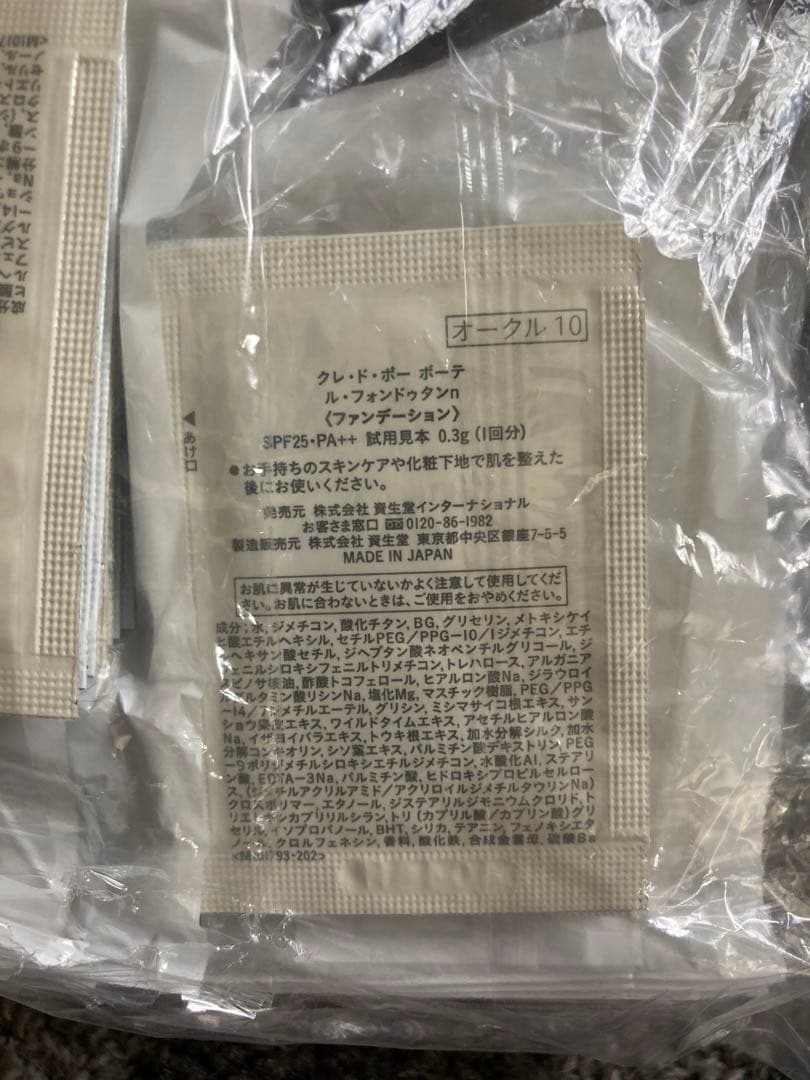 オークル10
クレ・ド・ポー ボーテ
ル・フォンドゥタンn
〈ファンデーション〉
SPF25・PA++ 試用見本 0.3g (1回分)
◀あけ口
●お手持ちのスキンケアや化粧下地で肌を整えた
後にお使いください。
発売元 株式会社 資生堂インターナショナル
お客さま窓口 0120-86-1982
製造販売元 株式会社 資生堂 東京都中央区銀座7-5-5
MADE IN JAPAN
お肌に異常が生じていないかよく注意して使用してくだ
さい。お肌に合わないときは、ご使用をおやめください。
成分:水,ジメチコン,酸化チタン,BG,グリセリン,メトキシケイ
ヒ酸エチルヘキシル,セチルPEG/PPG-10/1ジメチコン,エチ
ルヘキサン酸セチル,ジヘプタン酸ネオペンチルグリコール,ジ
フェニルシロキシフェニルトリメチコン,トレハロース,アルガニア
スピノサ核油,酢酸トコフェロール,ヒアルロン酸Na,ジラウロイ
ルグルタミン酸リシンNa,塩化Mg,マスチック樹脂,PEG/PPG
-14/7ジメチルエーテル,グリシン,ミシマサイコ根エキス,サン
ショウ果皮エキス,ワイルドタイムエキス,アセチルヒアルロン酸
Na,イザヨイバラエキス,トウキ根エキス,加水分解シルク,加水
分解コンキオリン,シソ葉エキス,パルミチン酸デキストリン,PEG
-9ポリジメチルシロキシエチルジメチコン,水酸化Al,ステアリ
ン酸,EDTA-3Na,パルミチン酸,ヒドロキシプロピルセルロー
ス,(ジメチルアクリルアミド/アクリロイルジメチルタウリンNa)
クロスポリマー,エタノール,ジステアリルジモニウムクロリド,ト
リエトキシカプリリルシラン,トリ(カプリル酸/カプリン酸)グリ
セリル,イソプロパノール,BHT,シリカ,テアニン,フェノキシエタ
ノール,クロルフェネシン,香料,酸化鉄,合成金雲母,硫酸Ba